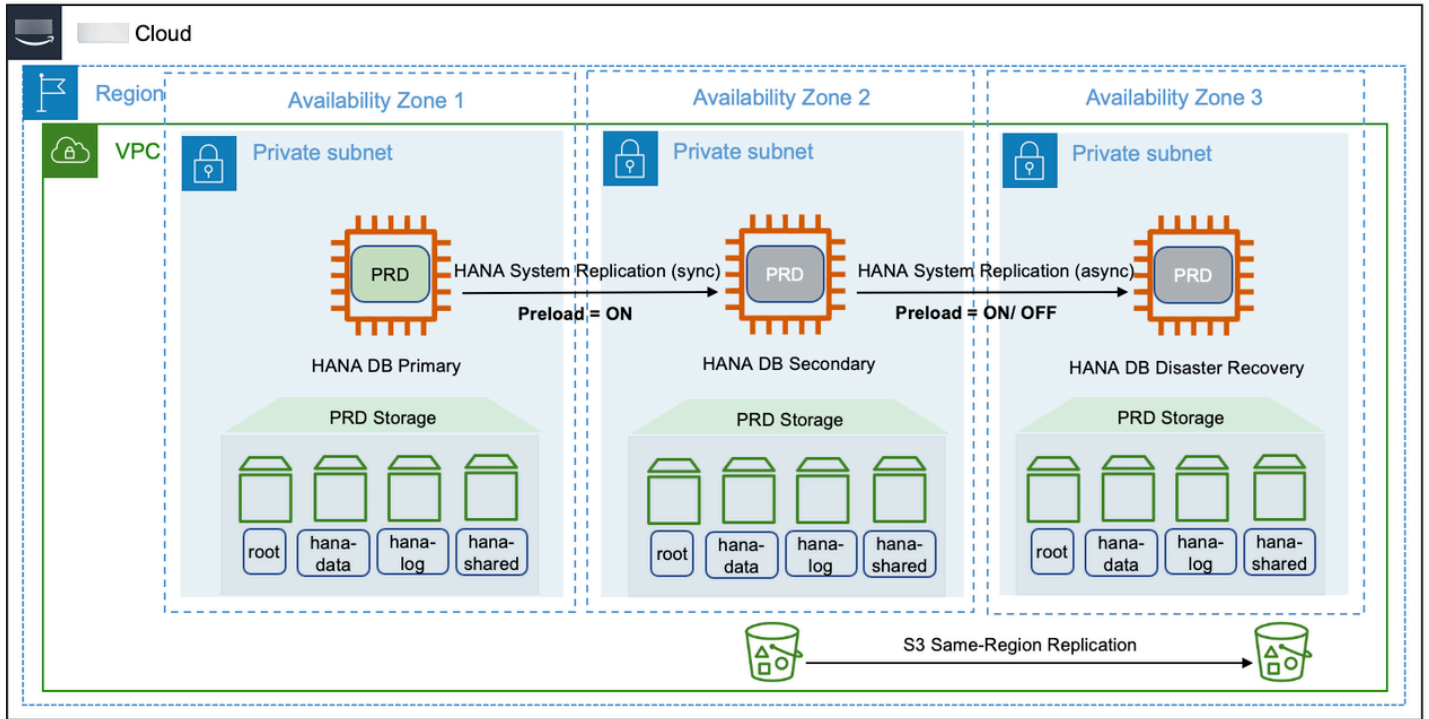 Cloud
Region
Availability Zone 1
Availability Zone 2
Availability Zone 3
VPC
Private subnet
Private subnet
Private subnet
PRD
HANA System Replication (sync)
PRD
HANA System Replication (async)
PRD
Preload = ON
Preload = ON/ OFF
HANA DB Primary
HANA DB Secondary
HANA DB Disaster Recovery
PRD Storage
PRD Storage
PRD Storage
root
hana-
data
hana-
log
hana-
shared
root
hana-
data
hana-
log
hana-
shared
root
hana-
data
hana-
log
hana-
shared
S3 Same-Region Replication